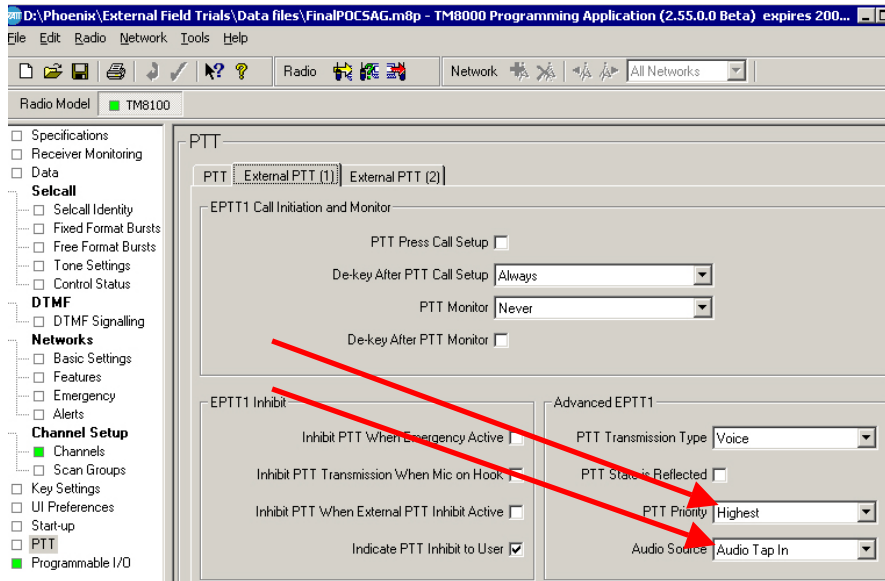 D:\Phoenix\External Field Trials\Data files\FinalPOCSAG.m8p - TM8000 Programming Application (2.55.0.0 Beta) expires 200...
File Edit Radio Network Tools Help
Radio Network All Networks
Radio Model TM8100
Specifications
Receiver Monitoring
Data
Selcall
Selcall Identity
Fixed Format Bursts
Free Format Bursts
Tone Settings
Control Status
DTMF
DTMF Signalling
Networks
Basic Settings
Features
Emergency
Alerts
Channel Setup
Channels
Scan Groups
Key Settings
UI Preferences
Start-up
PTT
Programmable I/O
PTT
PTT External PTT (1) External PTT (2)
EPTT1 Call Initiation and Monitor
PTT Press Call Setup
De-key After PTT Call Setup Always
PTT Monitor Never
De-key After PTT Monitor
EPTT1 Inhibit
Inhibit PTT When Emergency Active
Inhibit PTT Transmission When Mic on Hook
Inhibit PTT When External PTT Inhibit Active
Indicate PTT Inhibit to User
Advanced EPTT1
PTT Transmission Type Voice
PTT State is Reflected
PTT Priority Highest
Audio Source Audio Tap In